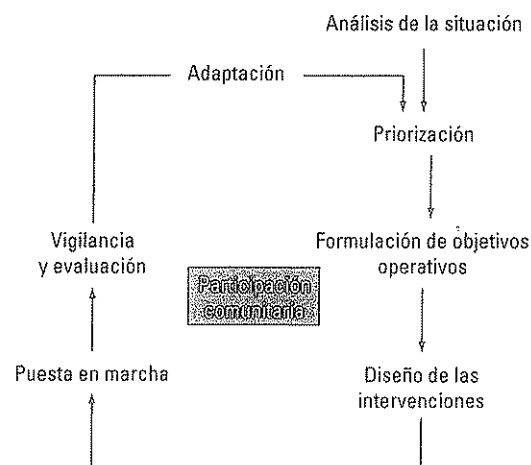 Análisis de la situación
Adaptación
Priorización
Vigilancia
y evaluación
Formulación de objetivos
operativos
Participación
comunitaria
Puesta en marcha
Diseño de las
intervenciones